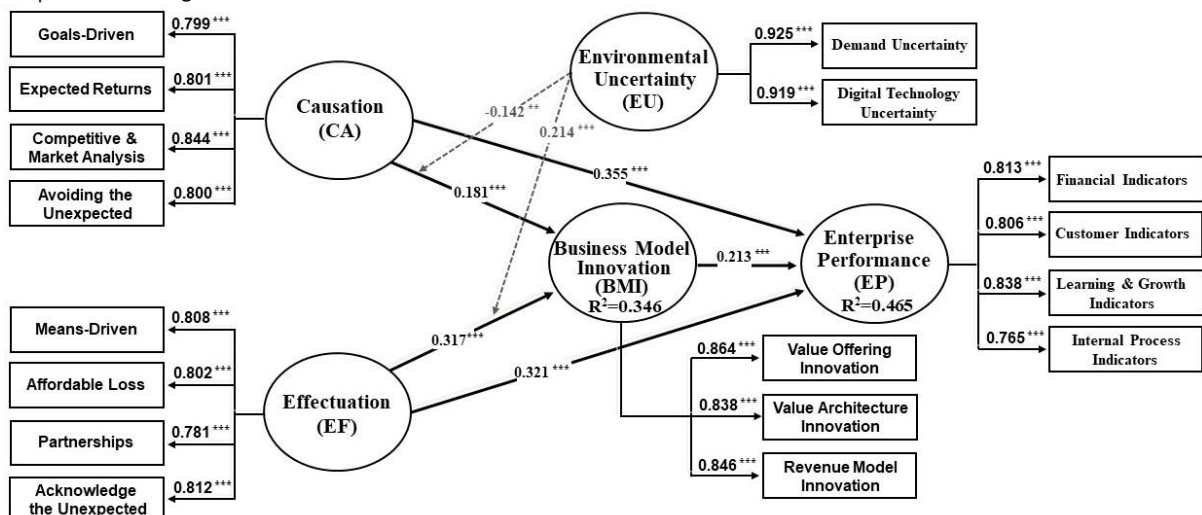 Goals-Driven
0.799 ***
Expected Returns
0.801 ***
Competitive &
Market Analysis
0.844 ***
Avoiding the
Unexpected
0.800 ***
Causation
(CA)
Environmental
Uncertainty
(EU)
0.925 ***
Demand Uncertainty
0.919 ***
Digital Technology
Uncertainty
-0.142 **
0.214 ***
0.355 ***
0.181 ***
Business Model
Innovation
(BMI)
R²=0.346
0.213 ***
Enterprise
Performance
(EP)
R²=0.465
0.813 ***
Financial Indicators
0.806 ***
Customer Indicators
0.838 ***
Learning & Growth
Indicators
0.765 ***
Internal Process
Indicators
Means-Driven
0.808 ***
Affordable Loss
0.802 ***
Partnerships
0.781 ***
Acknowledge
the Unexpected
0.812 ***
Effectuation
(EF)
0.317 ***
0.321 ***
0.864 ***
Value Offering
Innovation
0.838 ***
Value Architecture
Innovation
0.846 ***
Revenue Model
Innovation